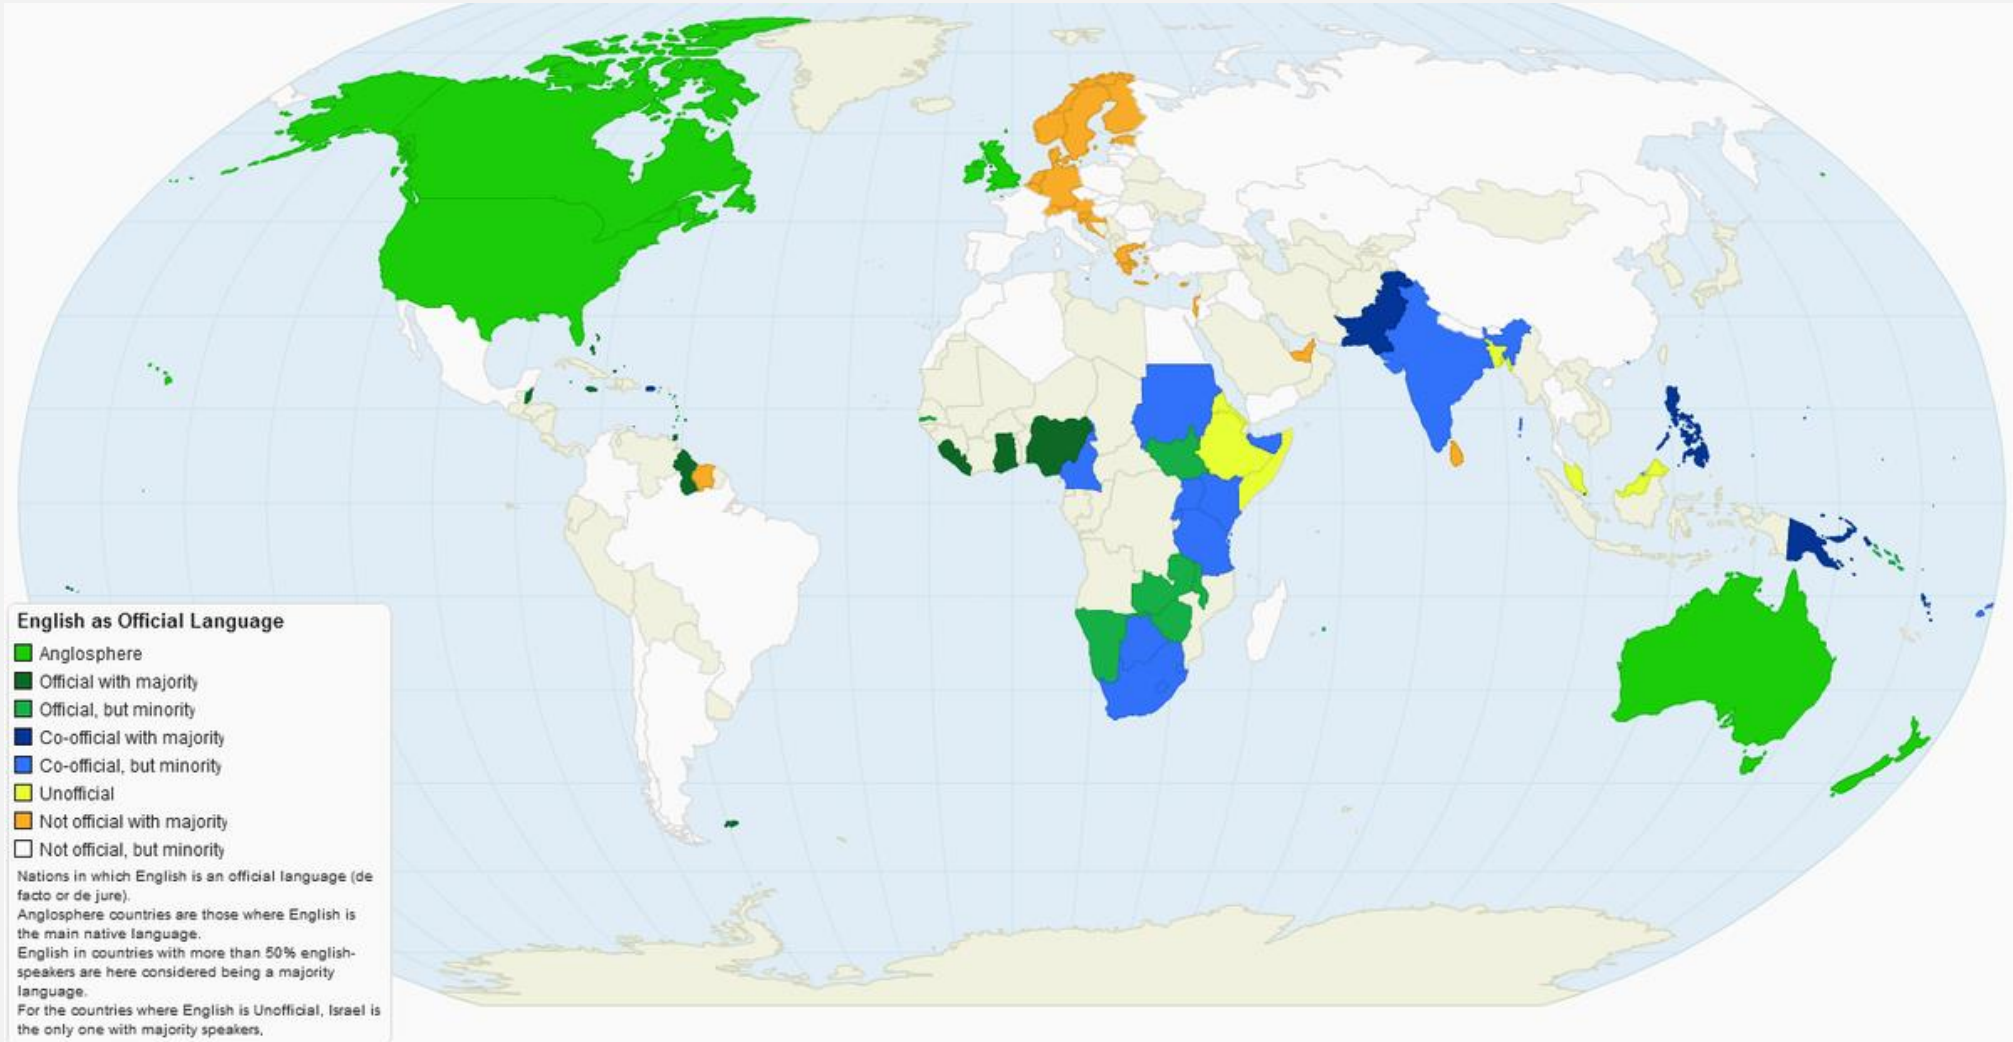 English as Official Language
Anglosphere
Official with majority
Official, but minority
Co-official with majority
Co-official, but minority
Unofficial
Not official with majority
Not official, but minority
Nations in which English is an official language (de
facto or de jure).
Anglosphere countries are those where English is
the main native language.
English in countries with more than 50% english-
speakers are here considered being a majority
language.
For the countries where English is Unofficial, Israel is
the only one with majority speakers,